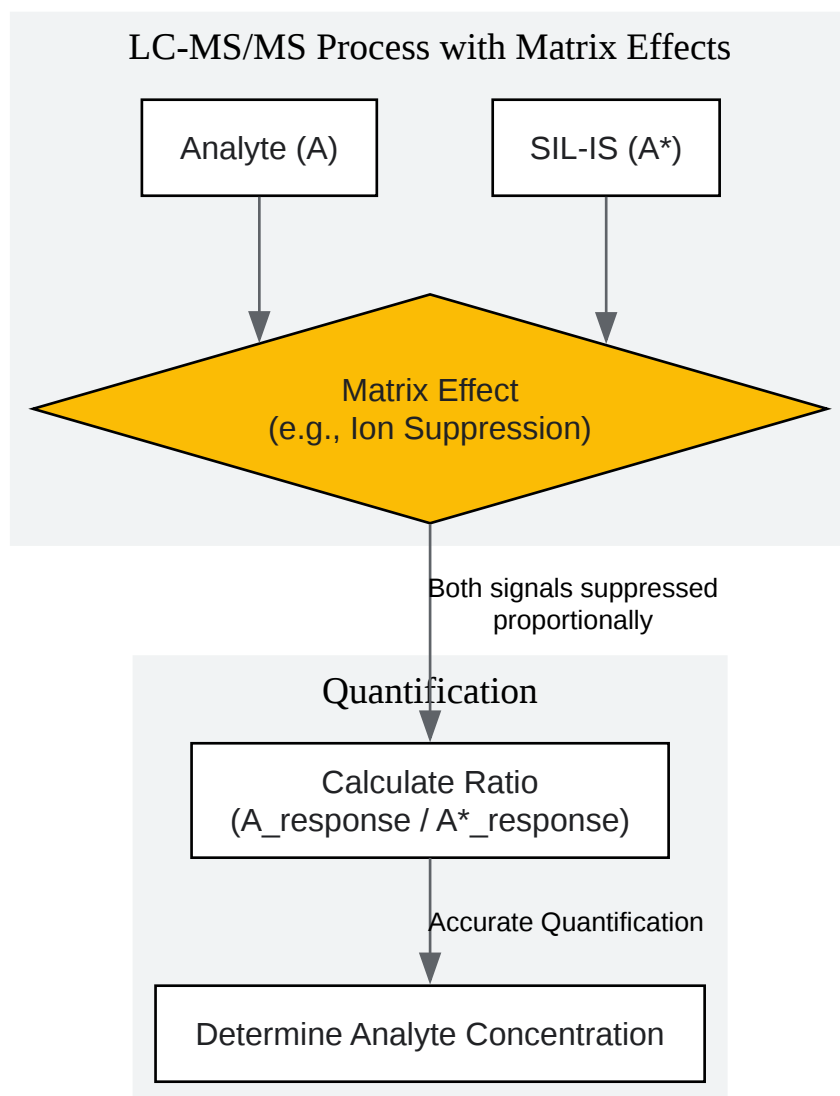 LC-MS/MS Process with Matrix Effects
Analyte (A)
SIL-IS (A*)
Matrix Effect
(e.g., Ion Suppression)
Both signals suppressed
proportionally
Quantification
Calculate Ratio
(A_response / A*_response)
Accurate Quantification
Determine Analyte Concentration